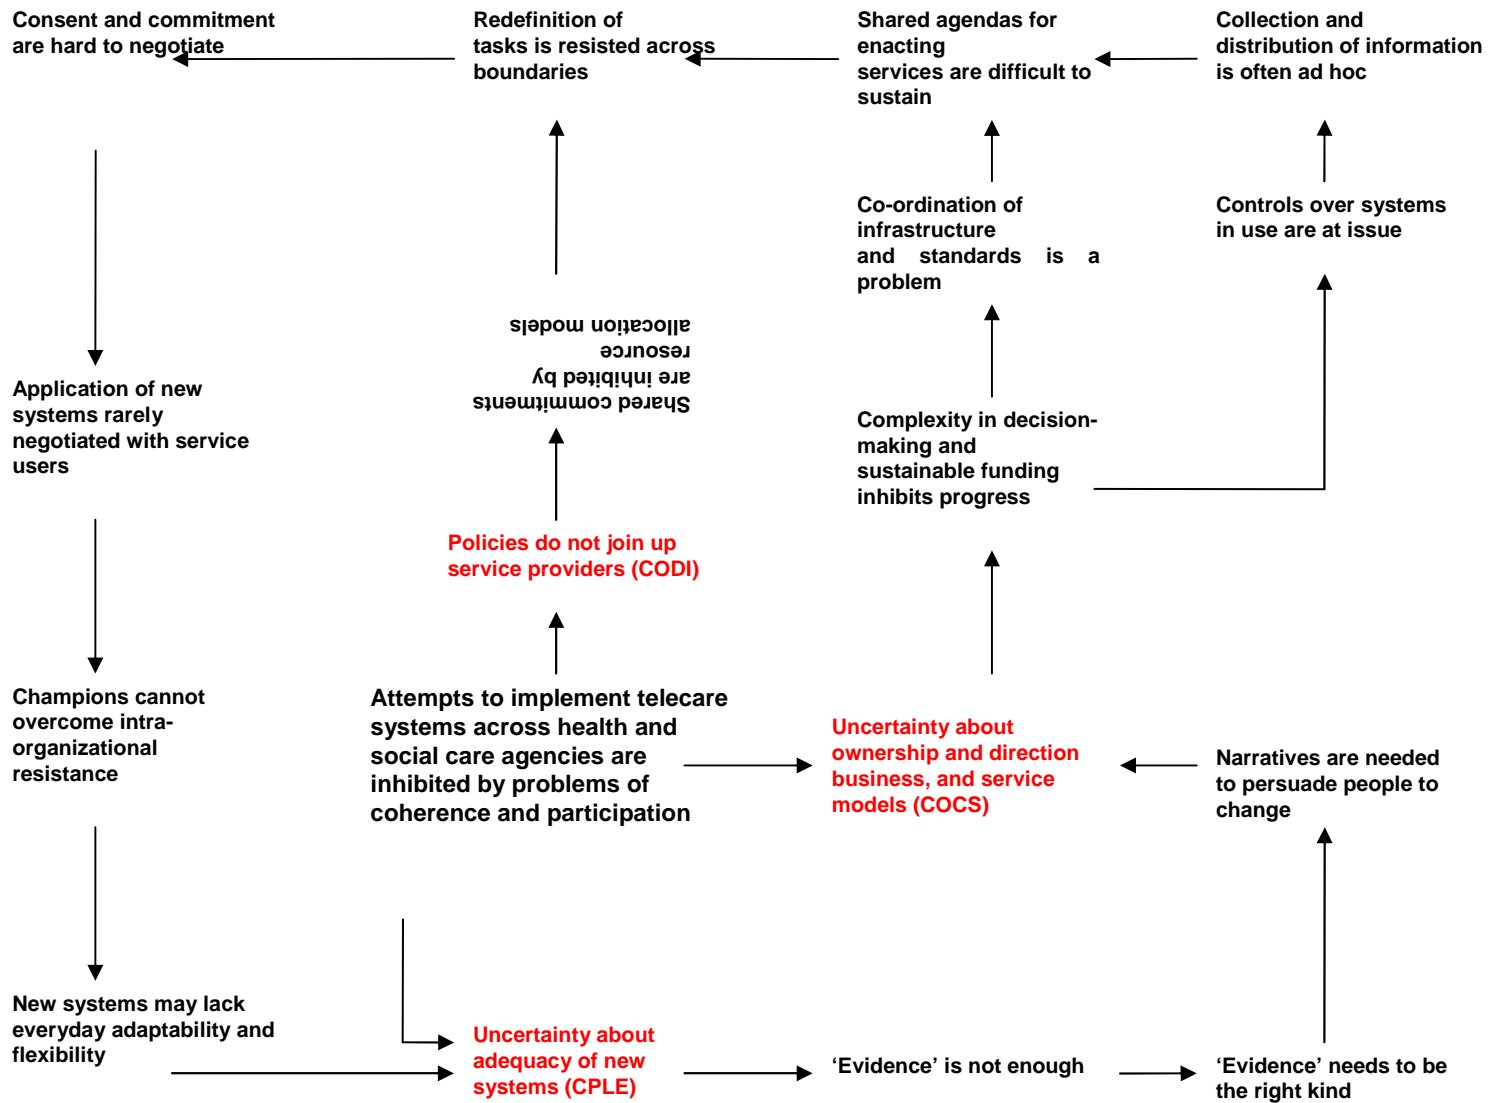 Consent and commitment
are hard to negotiate
Redefinition of
tasks is resisted across
boundaries
Shared agendas for
enacting
services are difficult to
sustain
Collection and
distribution of information
is often ad hoc
Co-ordination of
infrastructure
and standards is a
problem
Controls over systems
in use are at issue
Shared commitments
are inhibited by
resource
allocation models
Application of new
systems rarely
negotiated with service
users
Complexity in decision-
making and
sustainable funding
inhibits progress
Policies do not join up
service providers (CODI)
Champions cannot
overcome intra-
organizational
resistance
Attempts to implement telecare
systems across health and
social care agencies are
inhibited by problems of
coherence and participation
Uncertainty about
ownership and direction
business, and service
models (COCS)
Narratives are needed
to persuade people to
change
New systems may lack
everyday adaptability and
flexibility
Uncertainty about
adequacy of new
systems (CPLE)
‘Evidence’ is not enough
‘Evidence’ needs to be
the right kind